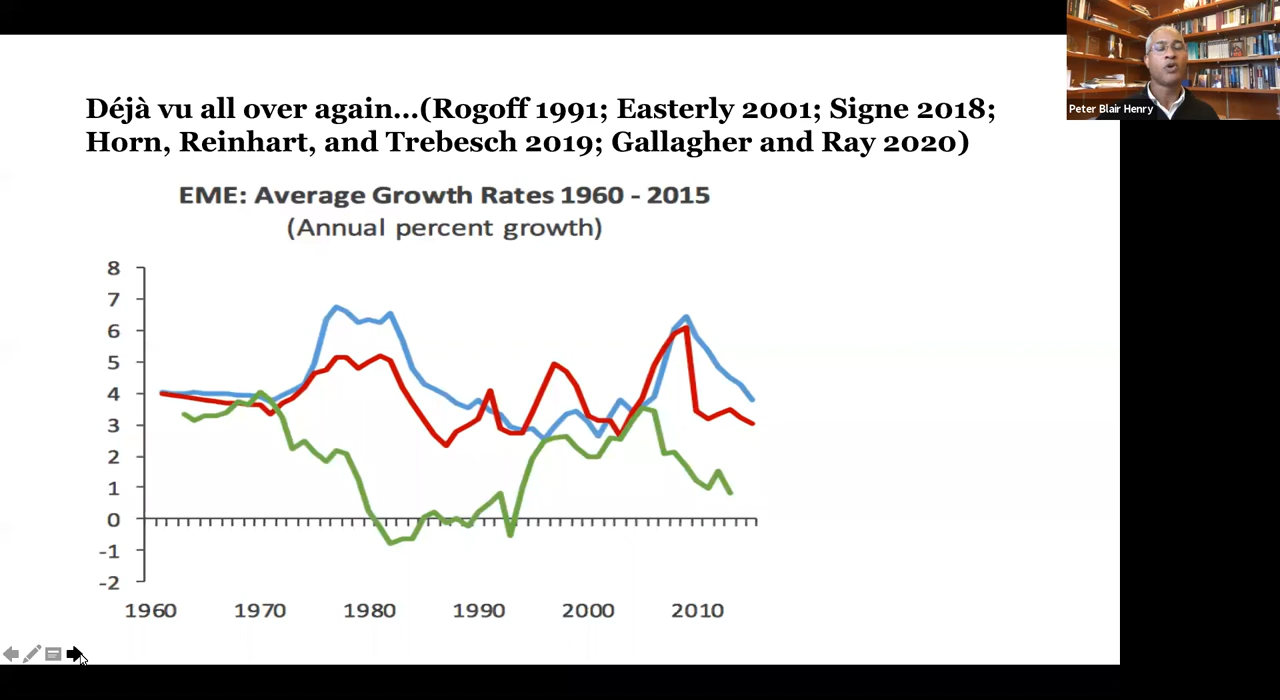 Déjà vu all over again...(Rogoff 1991; Easterly 2001; Signe 2018;
Horn, Reinhart, and Trebesch 2019; Gallagher and Ray 2020)
Peter Blair Henry
EME: Average Growth Rates 1960 - 2015
(Annual percent growth)
8
7
6
5
4
3
2
1
0
-1
-2
1960 1970 1980 1990 2000 2010